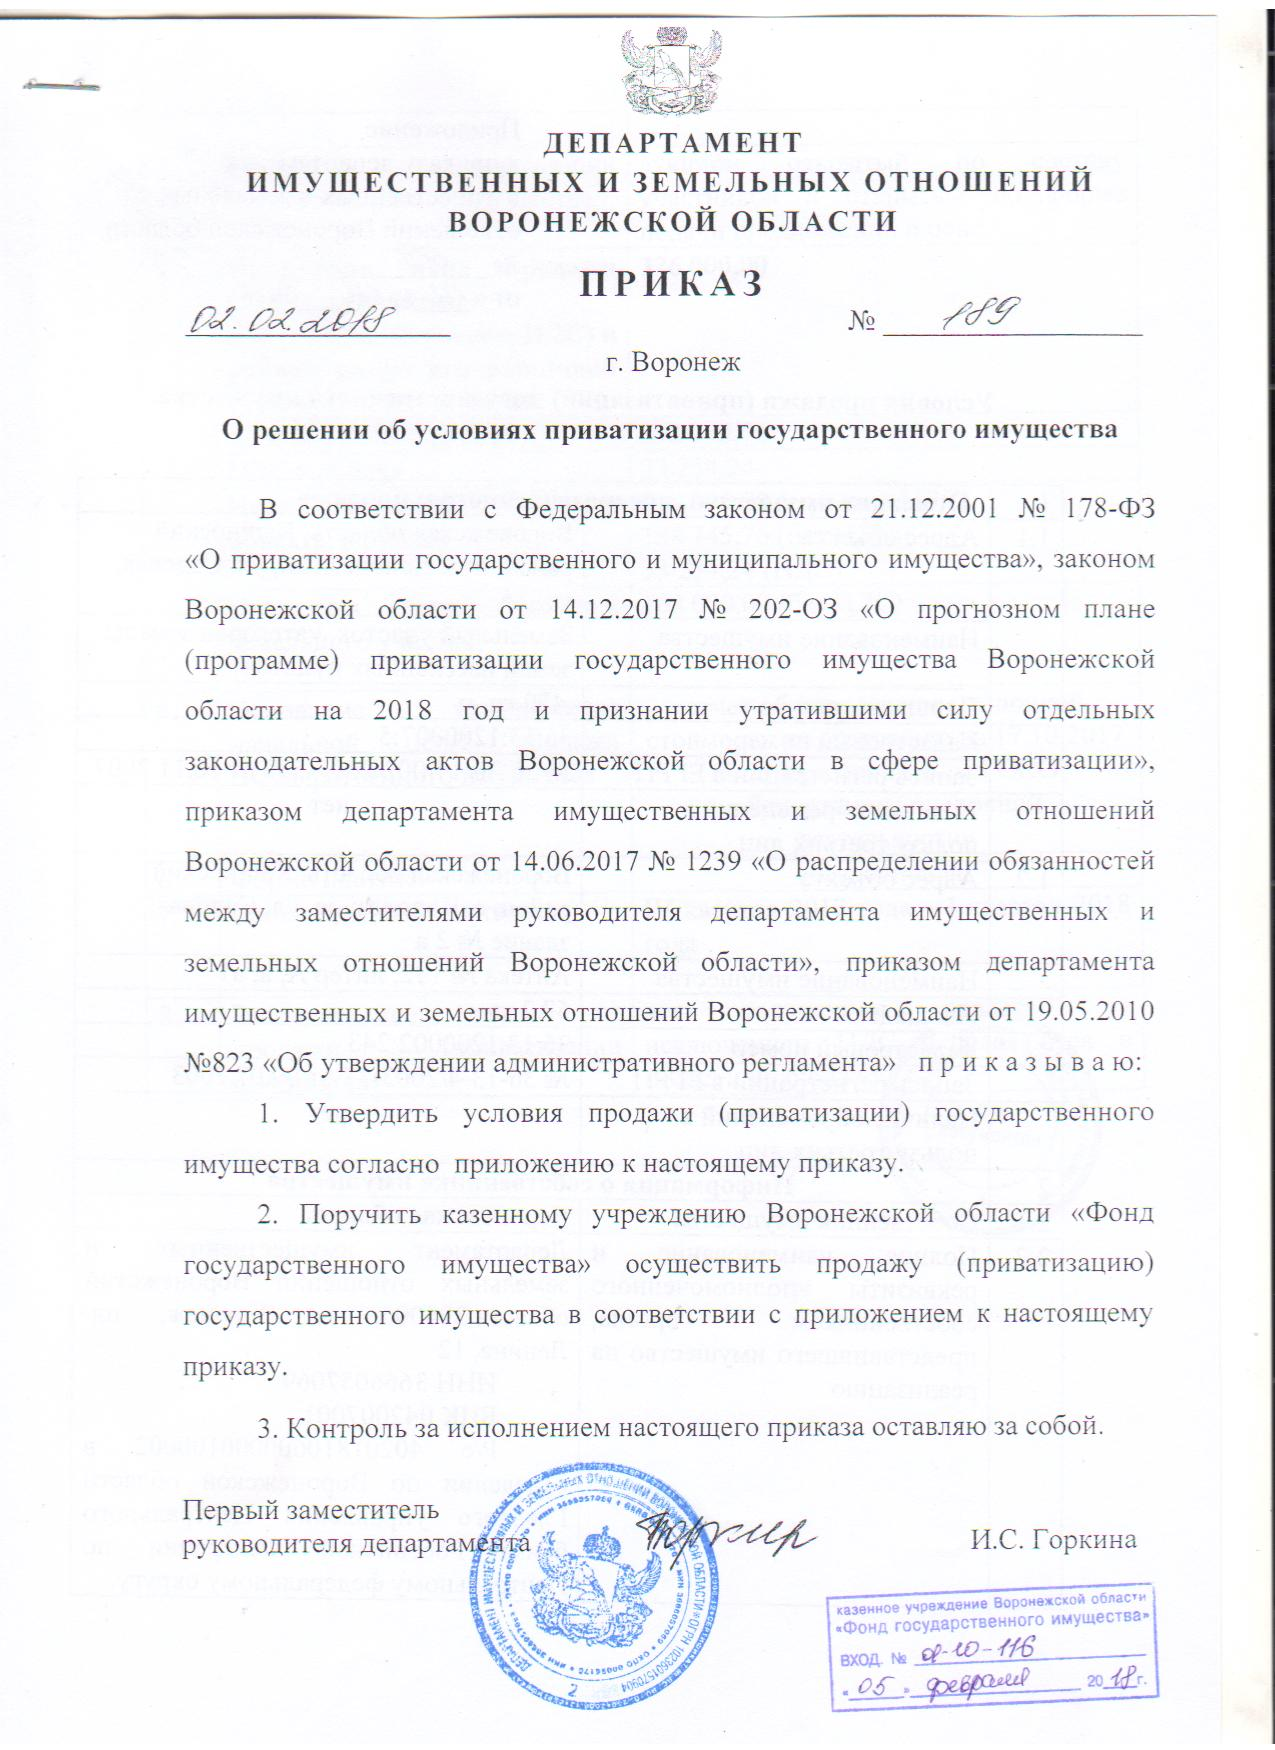 ДЕПАРТАМЕНТ
ИМУЩЕСТВЕННЫХ И ЗЕМЕЛЬНЫХ ОТНОШЕНИЙ
ВОРОНЕЖСКОЙ ОБЛАСТИ
ПРИКАЗ
02.02.2018 № 189
г. Воронеж
О решении об условиях приватизации государственного имущества
В соответствии с Федеральным законом от 21.12.2001 № 178-ФЗ
«О приватизации государственного и муниципального имущества», законом
Воронежской области от 14.12.2017 № 202-ОЗ «О прогнозном плане
(программе) приватизации государственного имущества Воронежской
области на 2018 год и признании утратившими силу отдельных
законодательных актов Воронежской области в сфере приватизации»,
приказом департамента имущественных и земельных отношений
Воронежской области от 14.06.2017 № 1239 «О распределении обязанностей
между заместителями руководителя департамента имущественных и
земельных отношений Воронежской области», приказом департамента
имущественных и земельных отношений Воронежской области от 19.05.2010
№823 «Об утверждении административного регламента» п р и к а з ы в а ю:
1. Утвердить условия продажи (приватизации) государственного
имущества согласно приложению к настоящему приказу.
2. Поручить казенному учреждению Воронежской области «Фонд
государственного имущества» осуществить продажу (приватизацию)
государственного имущества в соответствии с приложением к настоящему
приказу.
3. Контроль за исполнением настоящего приказа оставляю за собой.
Первый заместитель
руководителя департамента И.С. Горкина
казенное учреждение Воронежской области
«Фонд государственного имущества»
ВХОД. № 01-10-116
«05» февраля 2018 г.